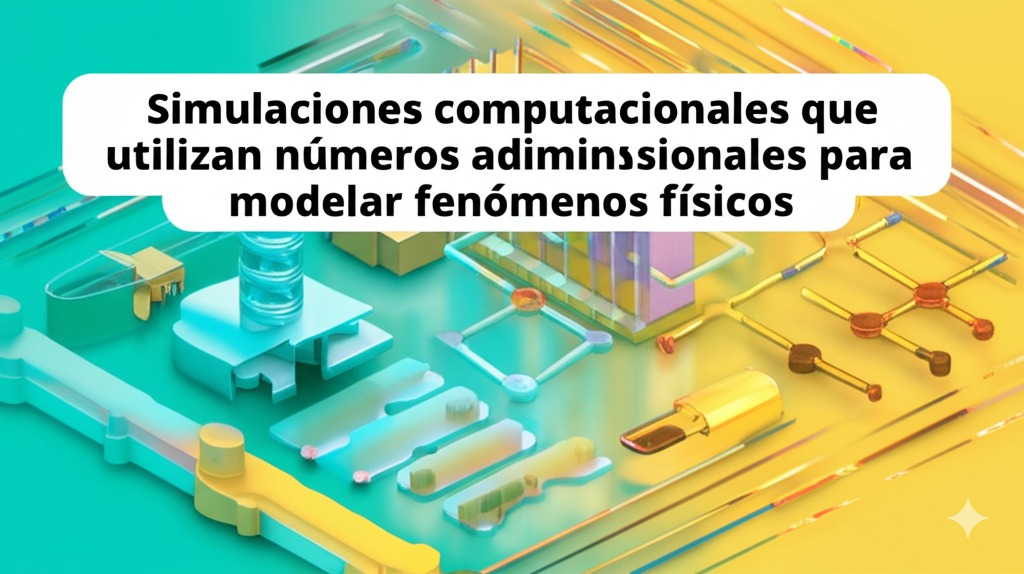 Simulaciones computacionales que
utilizan números adiminssionales para
modelar fenómenos físicos